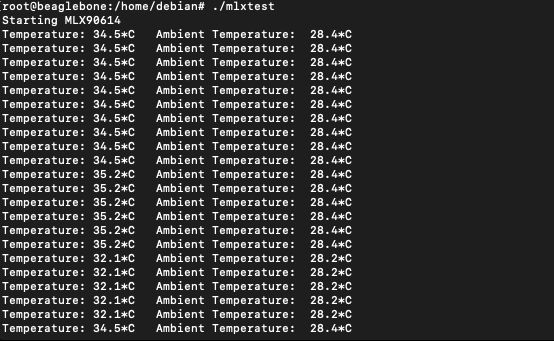 [root@beaglebone:/home/debian# ./mlxtest
Starting MLX90614
Temperature: 34.5*C   Ambient Temperature:  28.4*C
Temperature: 34.5*C   Ambient Temperature:  28.4*C
Temperature: 34.5*C   Ambient Temperature:  28.4*C
Temperature: 34.5*C   Ambient Temperature:  28.4*C
Temperature: 34.5*C   Ambient Temperature:  28.4*C
Temperature: 34.5*C   Ambient Temperature:  28.4*C
Temperature: 34.5*C   Ambient Temperature:  28.4*C
Temperature: 34.5*C   Ambient Temperature:  28.4*C
Temperature: 34.5*C   Ambient Temperature:  28.4*C
Temperature: 34.5*C   Ambient Temperature:  28.4*C
Temperature: 35.2*C   Ambient Temperature:  28.4*C
Temperature: 35.2*C   Ambient Temperature:  28.4*C
Temperature: 35.2*C   Ambient Temperature:  28.4*C
Temperature: 35.2*C   Ambient Temperature:  28.4*C
Temperature: 35.2*C   Ambient Temperature:  28.4*C
Temperature: 35.2*C   Ambient Temperature:  28.4*C
Temperature: 32.1*C   Ambient Temperature:  28.2*C
Temperature: 32.1*C   Ambient Temperature:  28.2*C
Temperature: 32.1*C   Ambient Temperature:  28.2*C
Temperature: 32.1*C   Ambient Temperature:  28.2*C
Temperature: 32.1*C   Ambient Temperature:  28.2*C
Temperature: 34.5*C   Ambient Temperature:  28.4*C